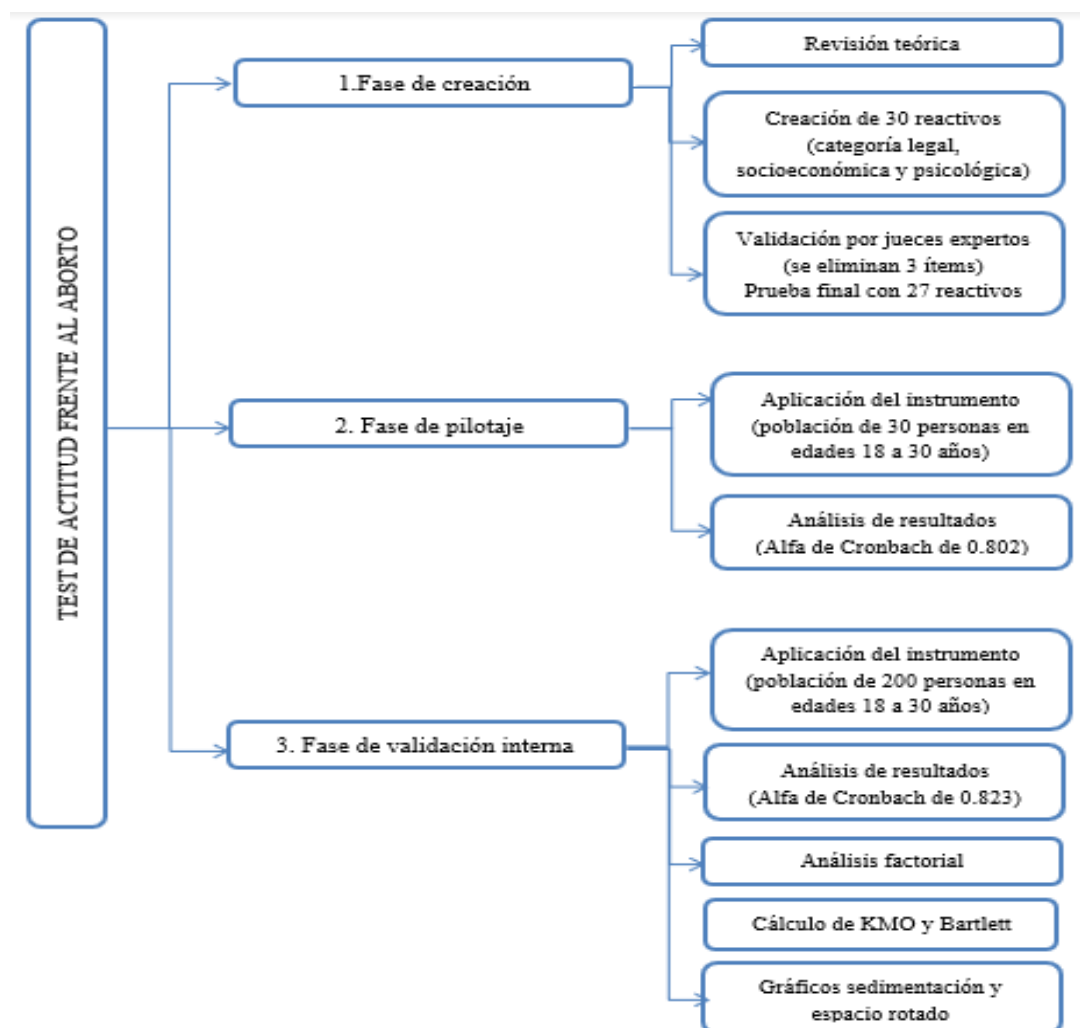 TEST DE ACTITUD FRENTE AL ABORTO
1.Fase de creación
Revisión teórica
Creación de 30 reactivos
(categoría legal,
socioeconómica y psicológica)
Validación por jueces expertos
(se eliminan 3 ítems)
Prueba final con 27 reactivos
2. Fase de pilotaje
Aplicación del instrumento
(población de 30 personas en
edades 18 a 30 años)
Análisis de resultados
(Alfa de Cronbach de 0.802)
3. Fase de validación interna
Aplicación del instrumento
(población de 200 personas en
edades 18 a 30 años)
Análisis de resultados
(Alfa de Cronbach de 0.823)
Análisis factorial
Cálculo de KMO y Bartlett
Gráficos sedimentación y
espacio rotado